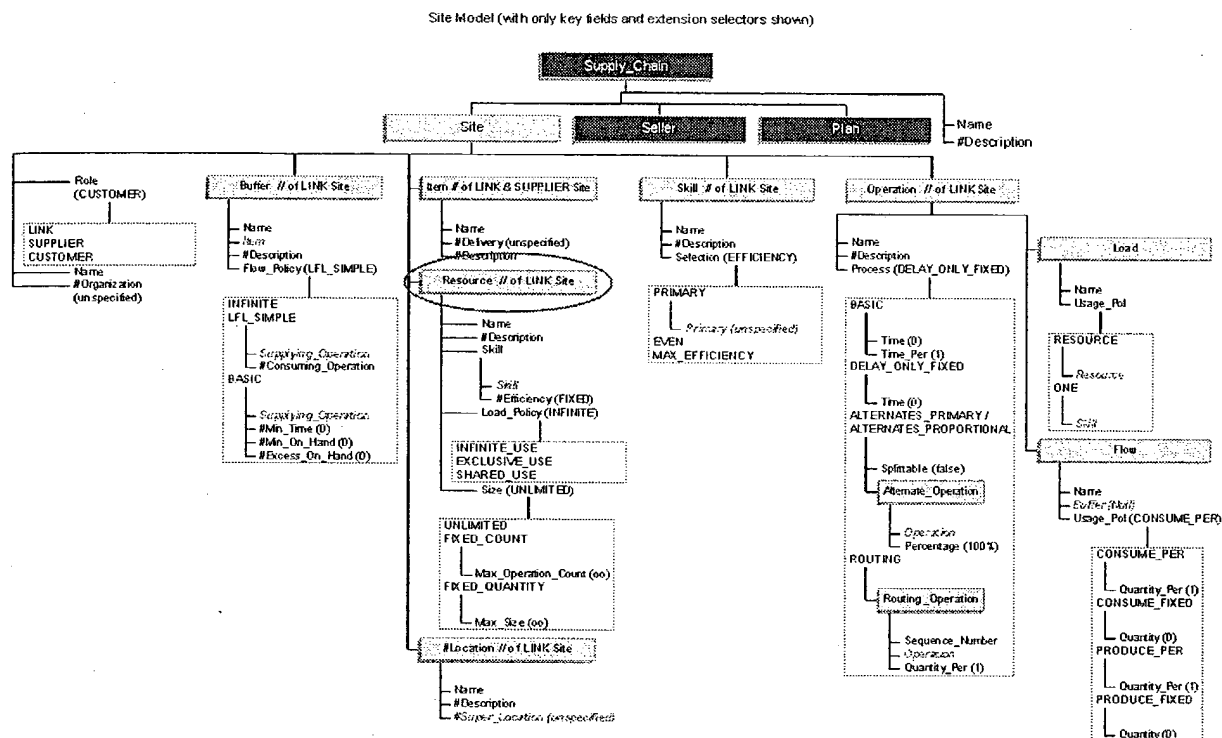 Site Model (with only key fields and extension selectors shown)
Supply_Chain
Site
Seller
Plan
Name
#Description
Role
(CUSTOMER)
LINK
SUPPLIER
CUSTOMER
Name
#Organization
(unspecified)
Buffer // of LINK Site
Name
Item
#Description
Flow_Policy (LFL_SIMPLE)
INFINITE
LFL_SIMPLE
Supplying_Operation
#Consuming_Operation
BASIC
Supplying_Operation
#Min_Time (0)
#Min_On_Hand (0)
#Excess_On_Hand (0)
Item # of LINK & SUPPLIER Site
Name
#Delivery (unspecified)
#Description
Resource // of LINK Site
Name
#Description
Skill
Skill
#Efficiency (FIXED)
Load_Policy (INFINITE)
INFINITE_USE
EXCLUSIVE_USE
SHARED_USE
Size (UNLIMITED)
UNLIMITED
FIXED_COUNT
Max_Operation_Count (oo)
FIXED_QUANTITY
Max_Size (oo)
#Location // of LINK Site
Name
#Description
#Super_Location (unspecified)
Skill # of LINK Site
Name
#Description
Selection (EFFICIENCY)
PRIMARY
Primary (unspecified)
EVEN
MAX_EFFICIENCY
Operation // of LINK Site
Name
#Description
Process (DELAY_ONLY_FIXED)
BASIC
Time (0)
Time_Per (1)
DELAY_ONLY_FIXED
Time (0)
ALTERNATES_PRIMARY /
ALTERNATES_PROPORTIONAL
Splittable (false)
Alternate_Operation
Operation
Percentage (100%)
ROUTING
Routing_Operation
Sequence_Number
Operation
Quantity_Per (1)
Load
Name
Usage_Pol
RESOURCE
Resource
ONE
Skill
Flow
Name
Buffer (Null)
Usage_Pol (CONSUME_PER)
CONSUME_PER
Quantity_Per (1)
CONSUME_FIXED
Quantity (0)
PRODUCE_PER
Quantity_Per (1)
PRODUCE_FIXED
Quantity (0)